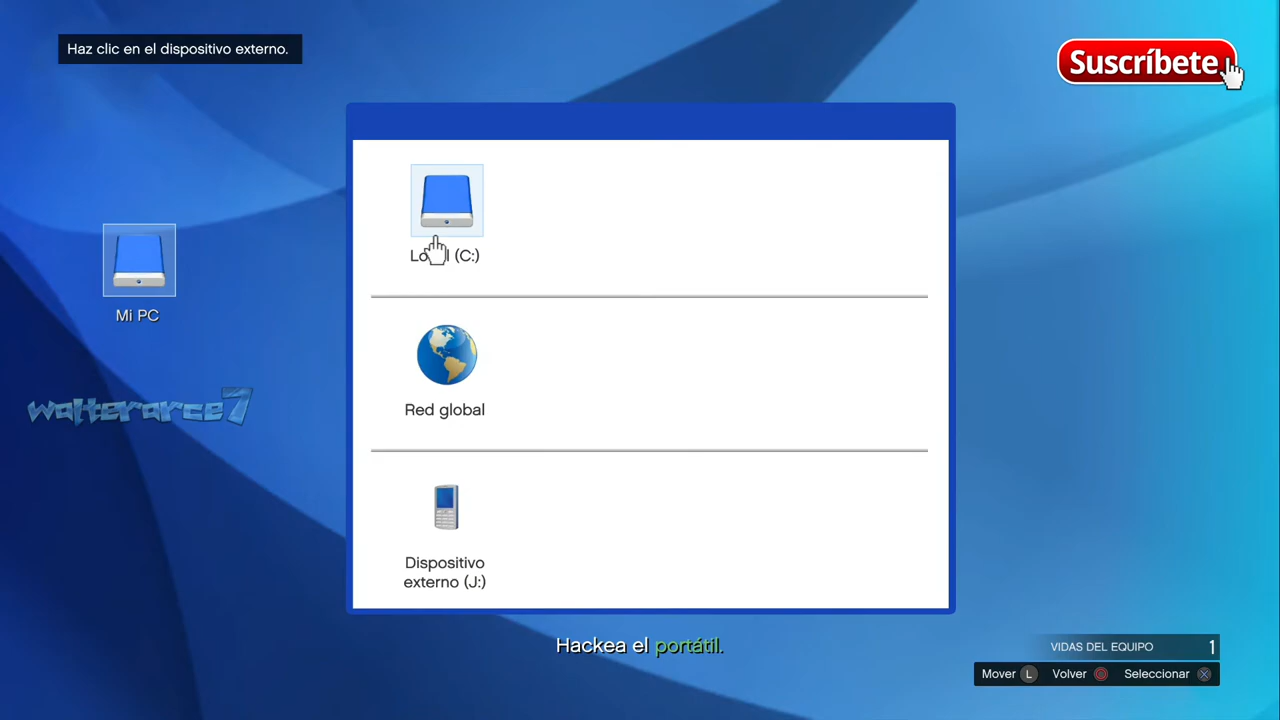 Haz clic en el dispositivo externo.
Suscríbete
Local (C:)
Mi PC
walterarce7
Red global
Dispositivo
externo (J:)
Hackea el portátil.
VIDAS DEL EQUIPO 1
Mover L Volver Seleccionar